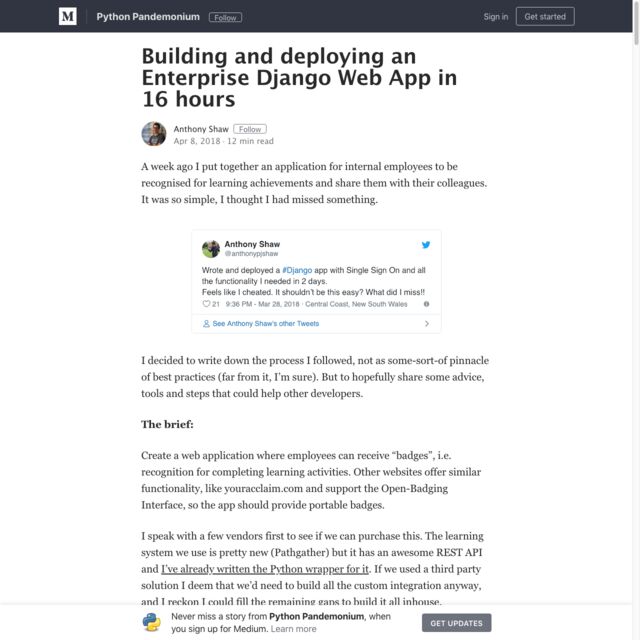 M Python Pandemonium Follow Sign in Get started
Building and deploying an
Enterprise Django Web App in
16 hours
Anthony Shaw Follow
Apr 8, 2018 · 12 min read
A week ago I put together an application for internal employees to be
recognised for learning achievements and share them with their colleagues.
It was so simple, I thought I had missed something.
Anthony Shaw
@anthonypjshaw
Wrote and deployed a #Django app with Single Sign On and all
the functionality I needed in 2 days.
Feels like I cheated. It shouldn't be this easy? What did I miss!!
21 9:36 PM - Mar 28, 2018 · Central Coast, New South Wales
See Anthony Shaw's other Tweets
I decided to write down the process I followed, not as some-sort-of pinnacle
of best practices (far from it, I'm sure). But to hopefully share some advice,
tools and steps that could help other developers.
The brief:
Create a web application where employees can receive “badges”, i.e.
recognition for completing learning activities. Other websites offer similar
functionality, like youracclaim.com and support the Open-Badging
Interface, so the app should provide portable badges.
I speak with a few vendors first to see if we can purchase this. The learning
system we use is pretty new (Pathgather) but it has an awesome REST API
and I've already written the Python wrapper for it. If we used a third party
solution I deem that we'd need to build all the custom integration anyway,
and I reckon I could fill the remaining gaps to build it all inhouse.
Never miss a story from Python Pandemonium, when
you sign up for Medium. Learn more
GET UPDATES